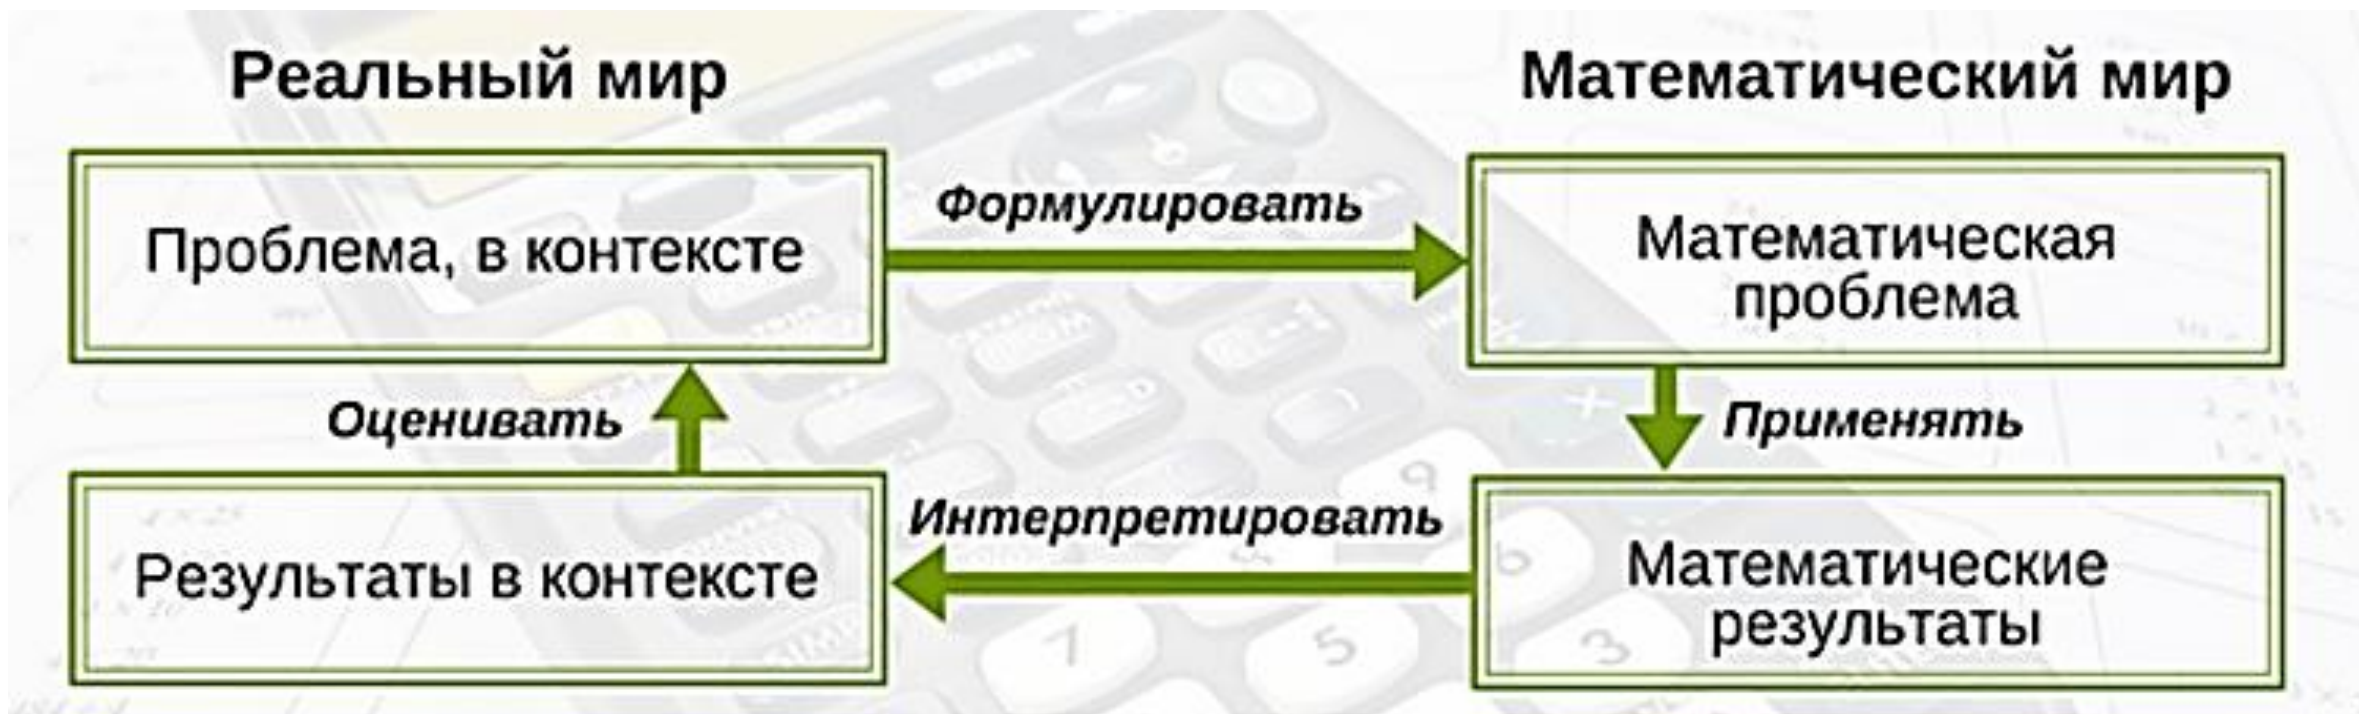 Реальный мир
Математический мир
Проблема, в контексте
Формулировать
Математическая
проблема
Оценивать
Применять
Результаты в контексте
Интерпретировать
Математические
результаты